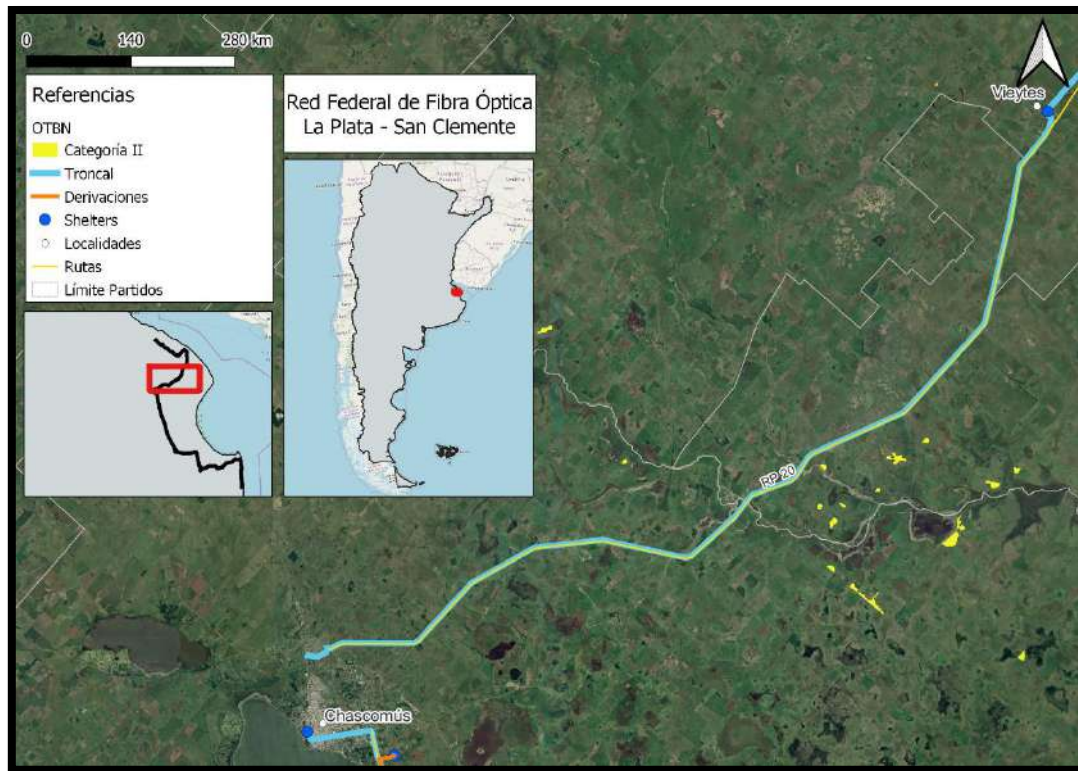 0 140 280 km
Referencias
OTBN
Categoría II
Troncal
Derivaciones
Shelters
Localidades
Rutas
Límite Partidos
Red Federal de Fibra Óptica
La Plata - San Clemente
Vieytes
RP 20
Chascomús